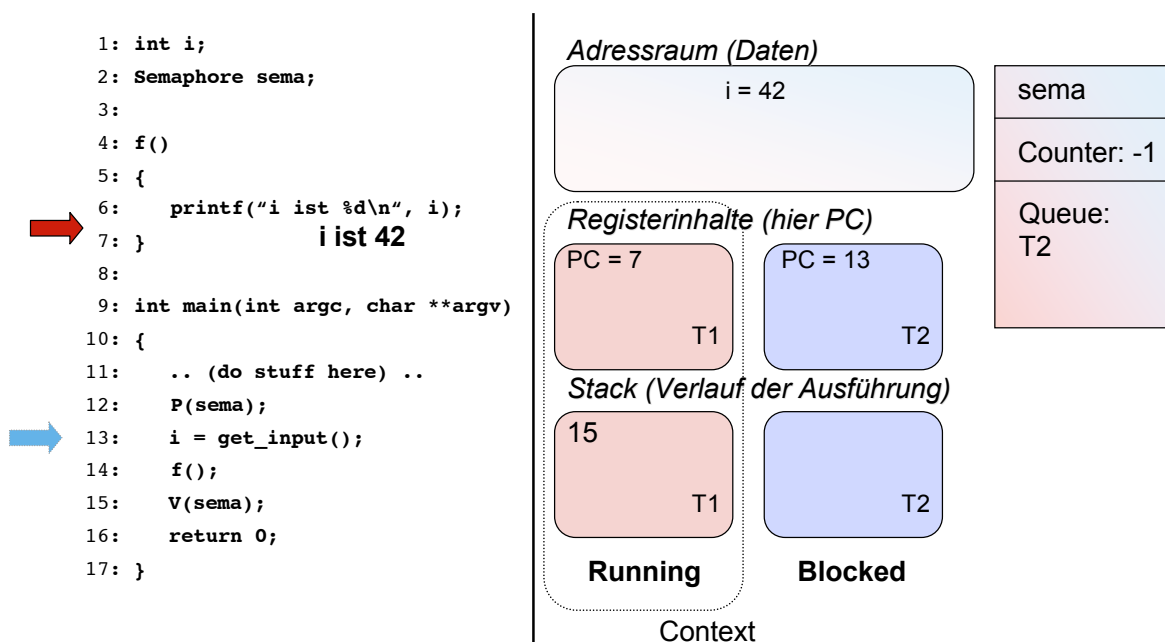 1: int i;
2: Semaphore sema;
3:
4: f()
5: {
6: printf(“i ist %d\n“, i);
7: }
i ist 42
8:
9: int main(int argc, char **argv)
10: {
11: .. (do stuff here) ..
12: P(sema);
13: i = get_input();
14: f();
15: V(sema);
16: return 0;
17: }
Adressraum (Daten)
i = 42
Registerinhalte (hier PC)
PC = 7
T1
PC = 13
T2
Stack (Verlauf der Ausführung)
15
T1
T2
Running
Blocked
Context
sema
Counter: -1
Queue:
T2